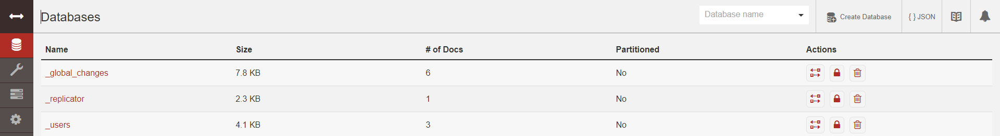 Databases
Database name
Create Database
{ } JSON
Name Size # of Docs Partitioned Actions
_global_changes 7.8 KB 6 No
_replicator 2.3 KB 1 No
_users 4.1 KB 3 No